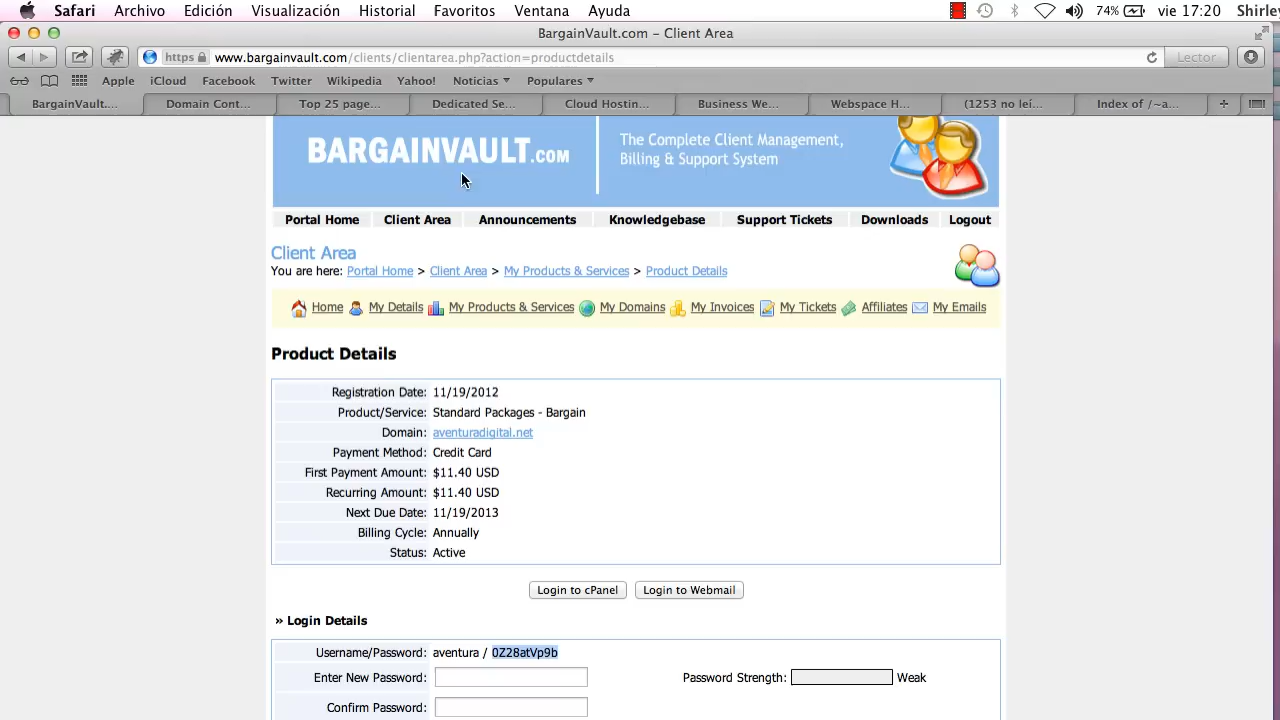 Safari Archivo Edición Visualización Historial Favoritos Ventana Ayuda 74% vie 17:20 Shirley
BargainVault.com – Client Area
https www.bargainvault.com/clients/clientarea.php?action=productdetails Lector
Apple iCloud Facebook Twitter Wikipedia Yahoo! Noticias Populares
BargainVault.... Domain Cont... Top 25 page... Dedicated Se... Cloud Hostin... Business We... Webspace H... (1253 no leí... Index of /~a... +
BARGAINVAULT.COM
The Complete Client Management,
Billing & Support System
Portal Home Client Area Announcements Knowledgebase Support Tickets Downloads Logout
Client Area
You are here: Portal Home > Client Area > My Products & Services > Product Details
Home My Details My Products & Services My Domains My Invoices My Tickets Affiliates My Emails
Product Details
Registration Date: 11/19/2012
Product/Service: Standard Packages - Bargain
Domain: aventuradigital.net
Payment Method: Credit Card
First Payment Amount: $11.40 USD
Recurring Amount: $11.40 USD
Next Due Date: 11/19/2013
Billing Cycle: Annually
Status: Active
Login to cPanel Login to Webmail
» Login Details
Username/Password: aventura / 0Z28atVp9b
Enter New Password: Password Strength: Weak
Confirm Password: